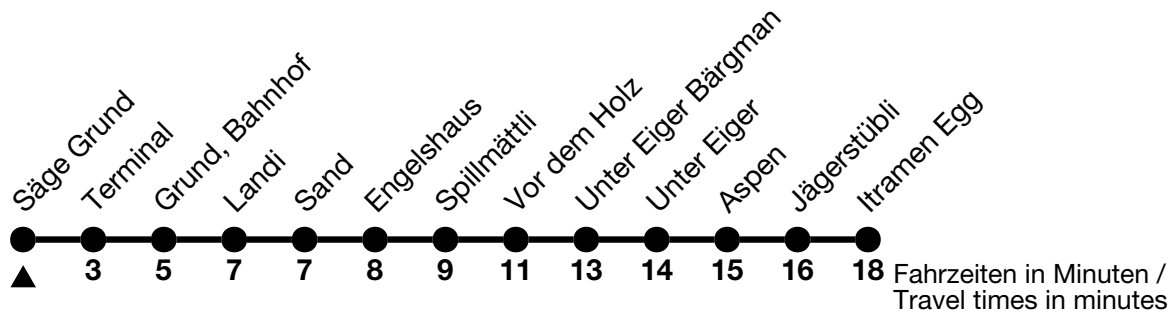 Säge Grund
Terminal
Grund, Bahnhof
Landi
Sand
Engelshaus
Spillmättli
Vor dem Holz
Unter Eiger Bärgman
Unter Eiger
Aspen
Jägerstübli
Itramen Egg
3 5 7 7 8 9 11 13 14 15 16 18 Fahrzeiten in Minuten /
Travel times in minutes